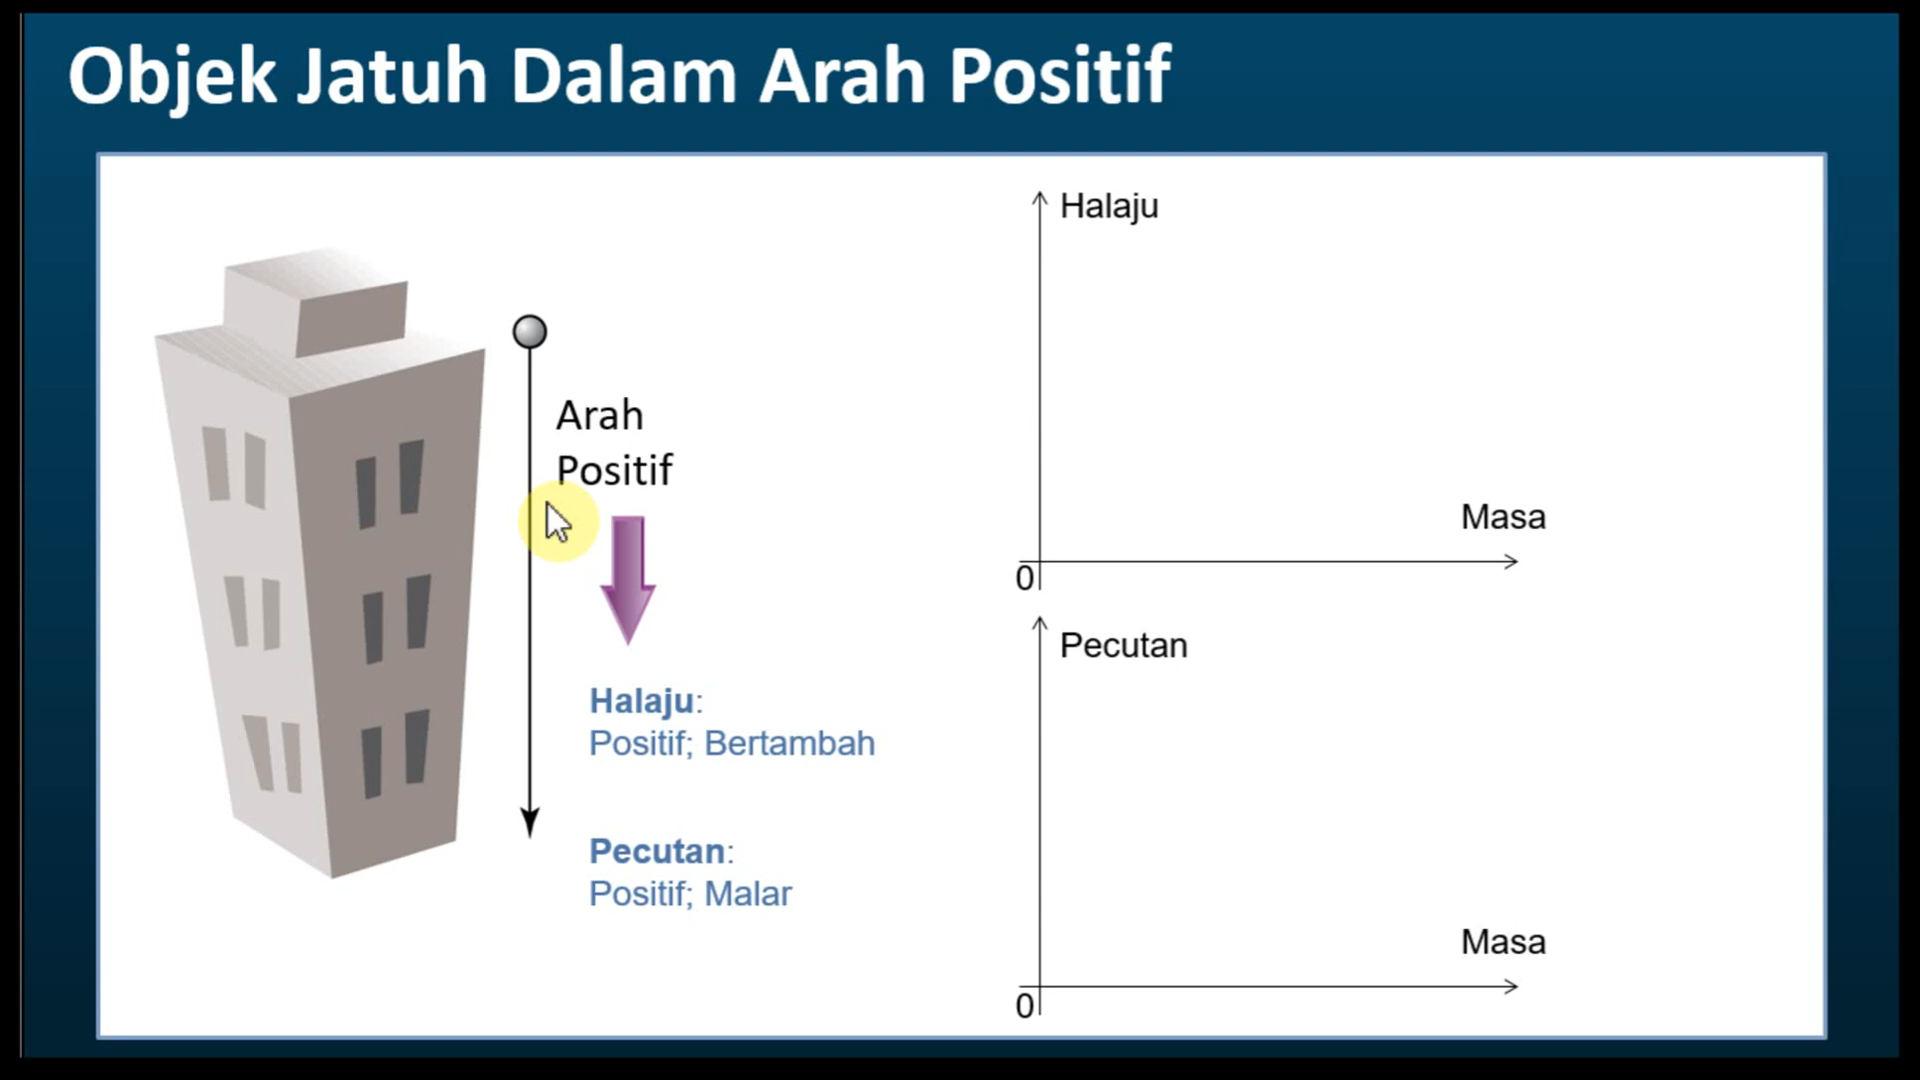 Objek Jatuh Dalam Arah Positif
Arah
Positif
Halaju:
Positif; Bertambah
Pecutan:
Positif; Malar
Halaju
Masa
0
Pecutan
Masa
0